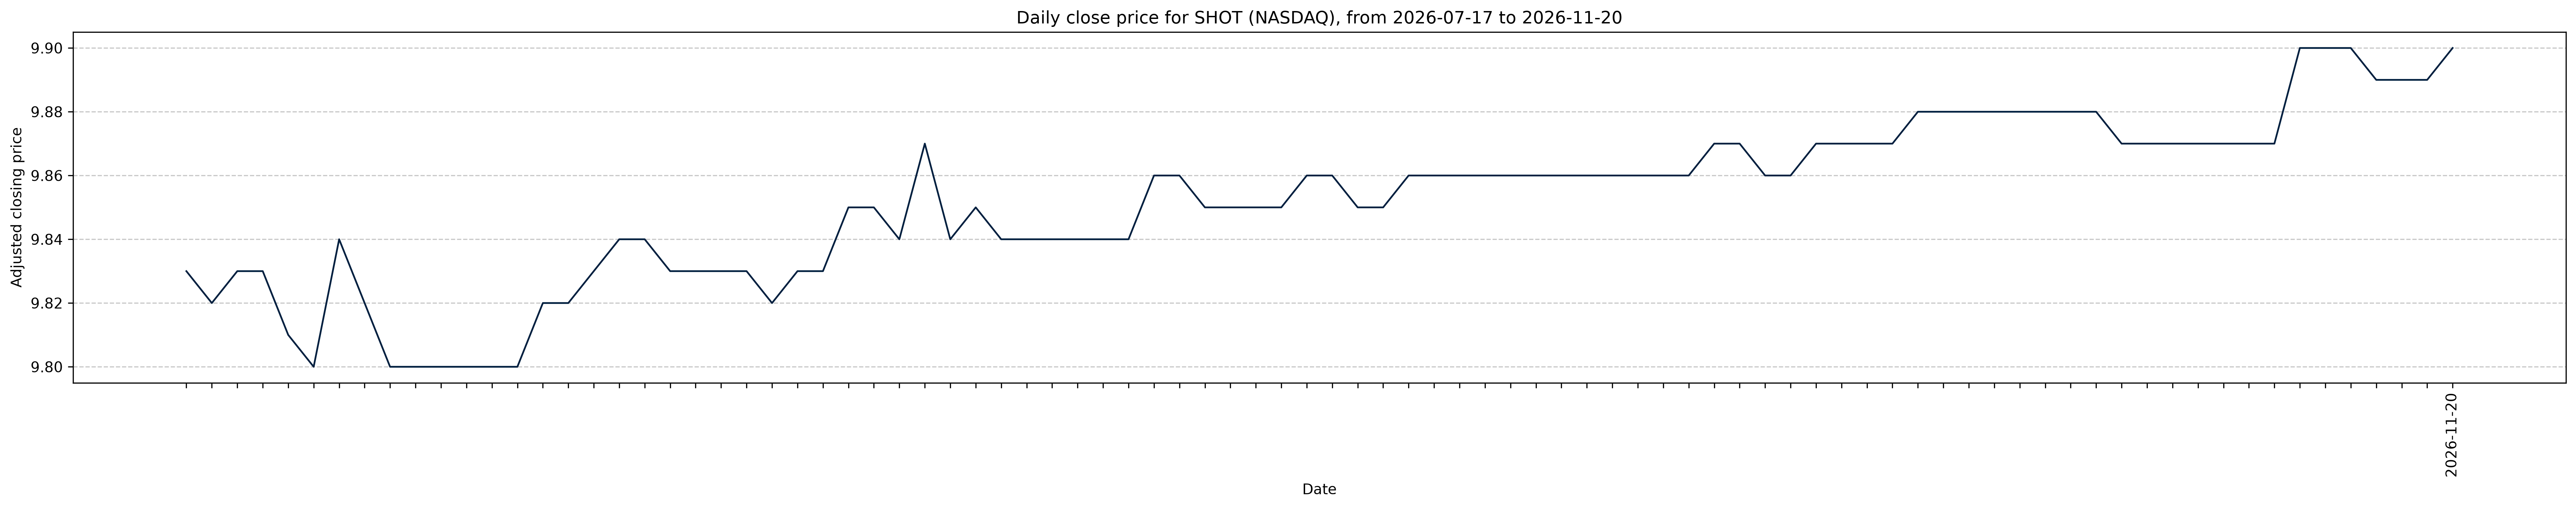 Daily close price for SHOT (NASDAQ), from 2026-07-17 to 2026-11-20
Adjusted closing price
9.90
9.88
9.86
9.84
9.82
9.80
2026-11-20
Date